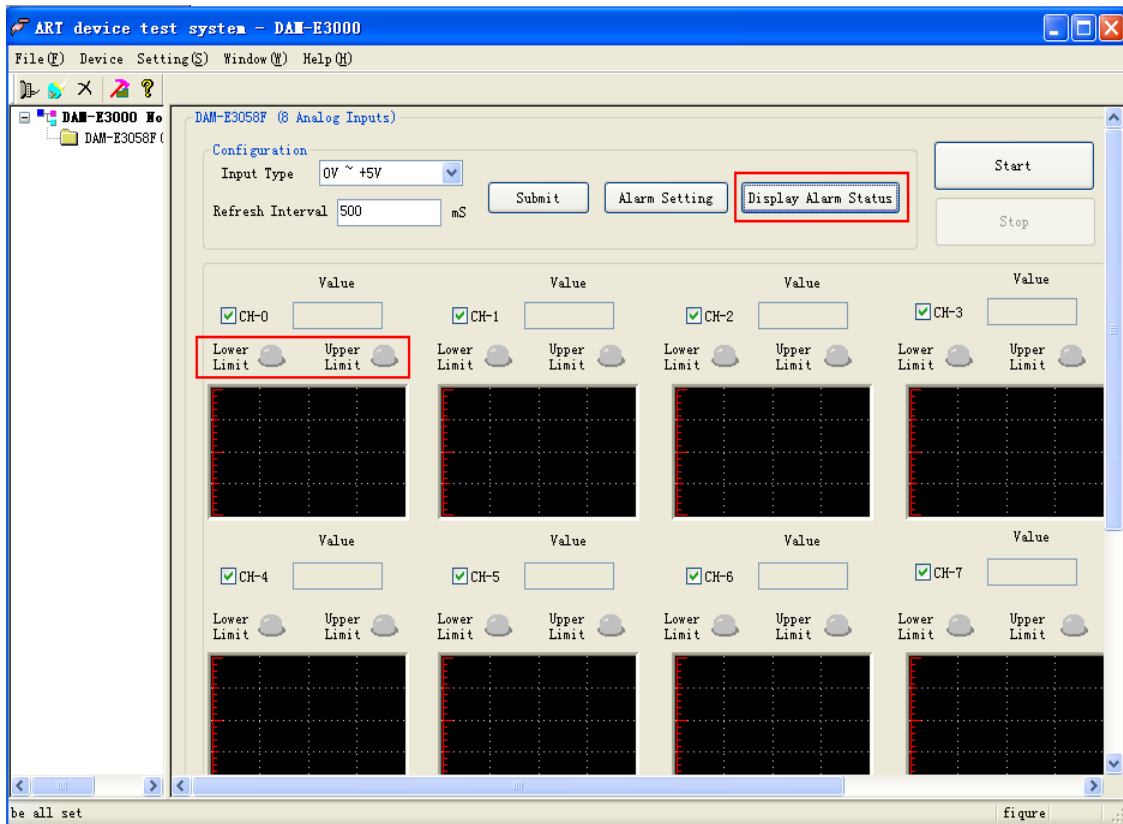 ART device test system - DAM-E3000
File(F) Device Setting(S) Window(W) Help(H)
DAM-E3000 Mo
DAM-E3058F(
DAM-E3058F (8 Analog Inputs)
Configuration
Input Type 0V ~ +5V
Refresh Interval 500 mS
Submit Alarm Setting Display Alarm Status
Start
Stop
Value Value Value Value
CH-0 CH-1 CH-2 CH-3
Lower Limit Upper Limit Lower Limit Upper Limit Lower Limit Upper Limit Lower Limit Upper Limit
Value Value Value Value
CH-4 CH-5 CH-6 CH-7
Lower Limit Upper Limit Lower Limit Upper Limit Lower Limit Upper Limit Lower Limit Upper Limit
be all set fiqure